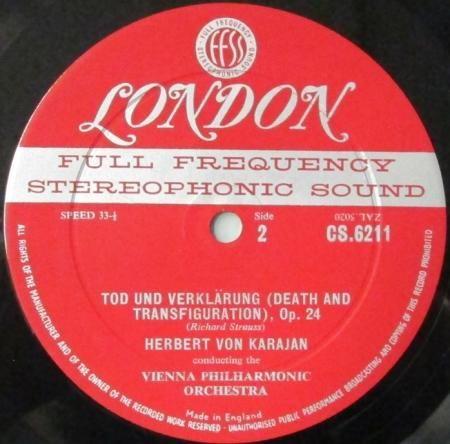 FULL FREQUENCY
FFSS
STEREOPHONIC SOUND
LONDON
FULL FREQUENCY
STEREOPHONIC SOUND
SPEED 33-⅓
Side
2
ZAL. 5020
CS.6211
TOD UND VERKLÄRUNG (DEATH AND
TRANSFIGURATION), Op. 24
(Richard Strauss)
HERBERT VON KARAJAN
conducting the
VIENNA PHILHARMONIC
ORCHESTRA
Made in England
ALL RIGHTS OF THE MANUFACTURER AND OF THE OWNER OF THE RECORDED WORK RESERVED - UNAUTHORISED PUBLIC PERFORMANCE BROADCASTING AND COPYING OF THIS RECORD PROHIBITED